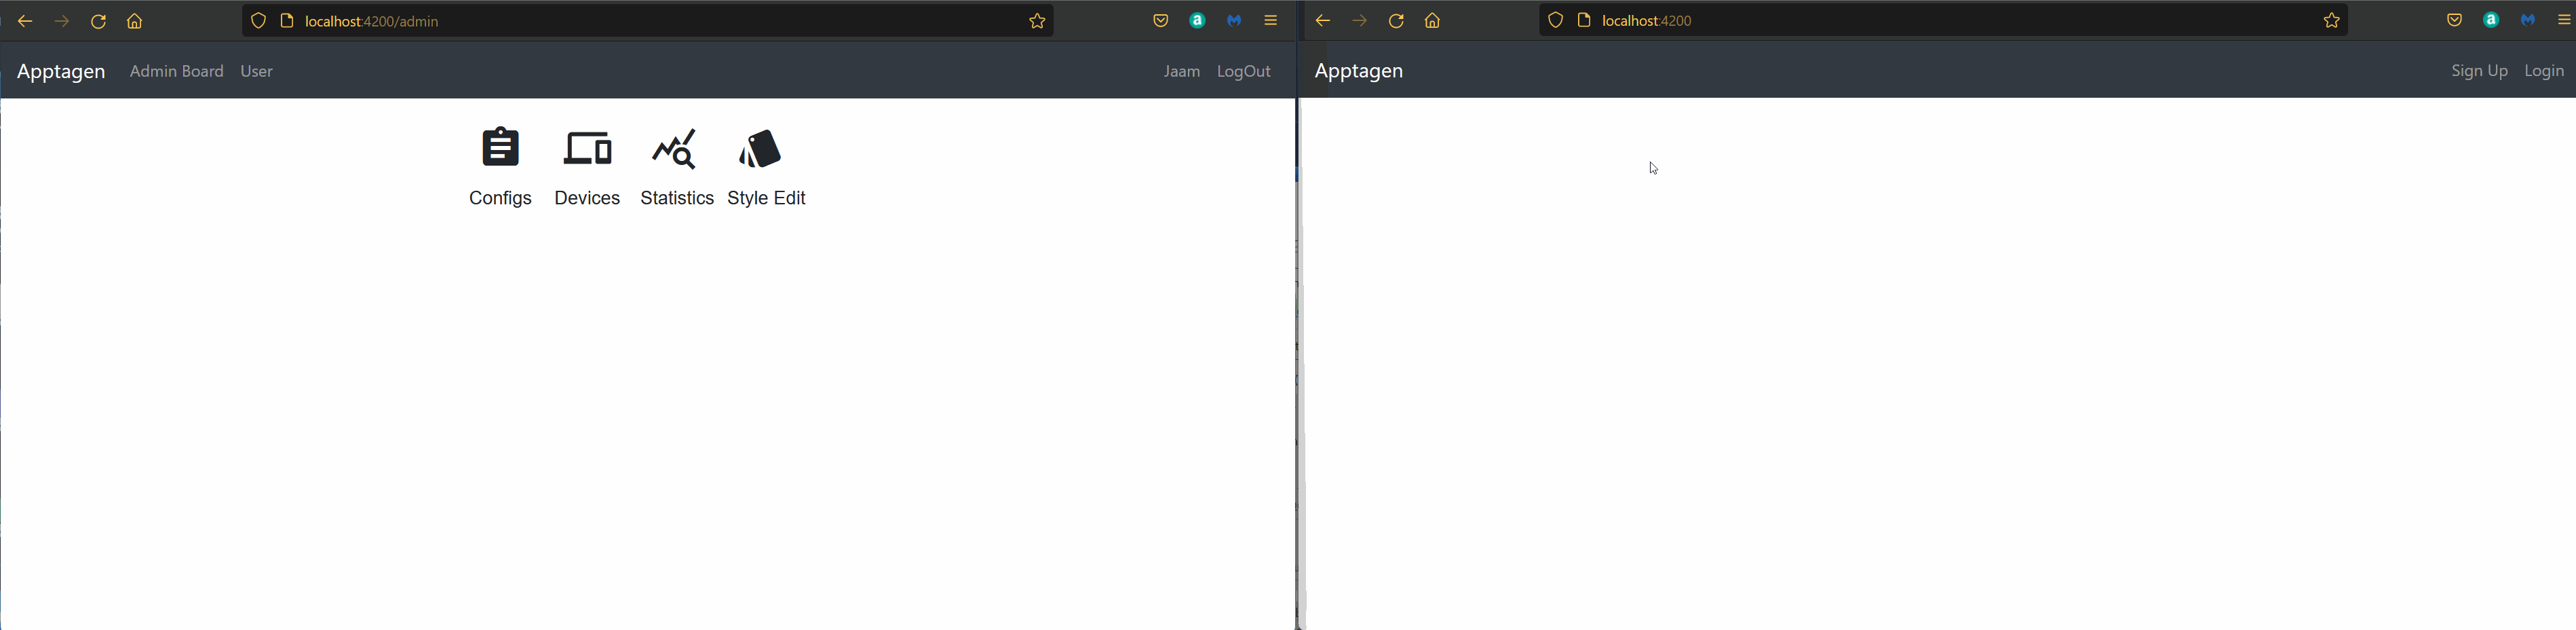 localhost:4200/admin
Apptagen Admin Board User Jaam LogOut
Configs Devices Statistics Style Edit
localhost:4200
Apptagen Sign Up Login